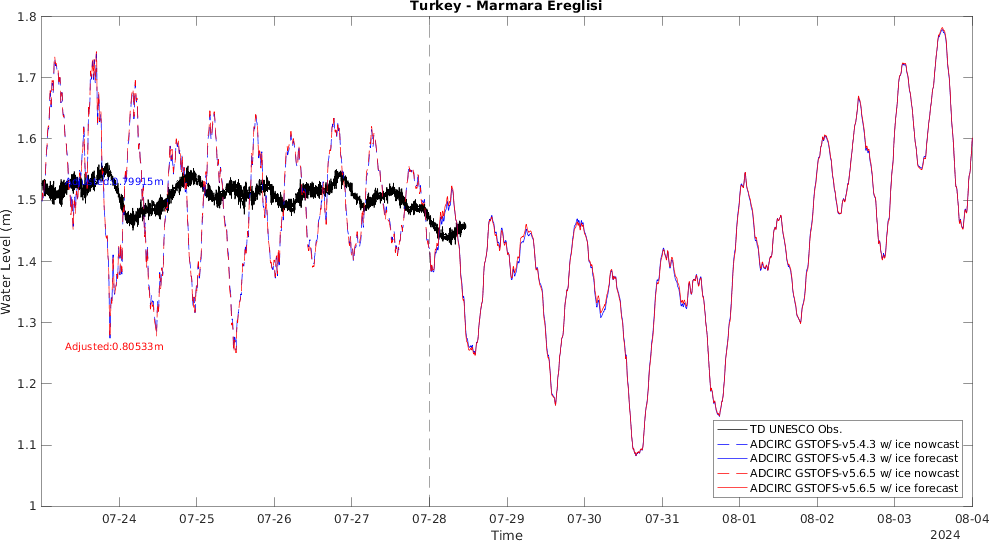 Turkey - Marmara Ereglisi
1.8
1.7
1.6
1.5
1.4
1.3
1.2
1.1
1
Water Level (m)
Adjusted:0.79915m
Adjusted:0.80533m
TD UNESCO Obs.
ADCIRC GSTOFS-v5.4.3 w/ ice nowcast
ADCIRC GSTOFS-v5.4.3 w/ ice forecast
ADCIRC GSTOFS-v5.6.5 w/ ice nowcast
ADCIRC GSTOFS-v5.6.5 w/ ice forecast
07-24 07-25 07-26 07-27 07-28 07-29 07-30 07-31 08-01 08-02 08-03 08-04
Time
2024